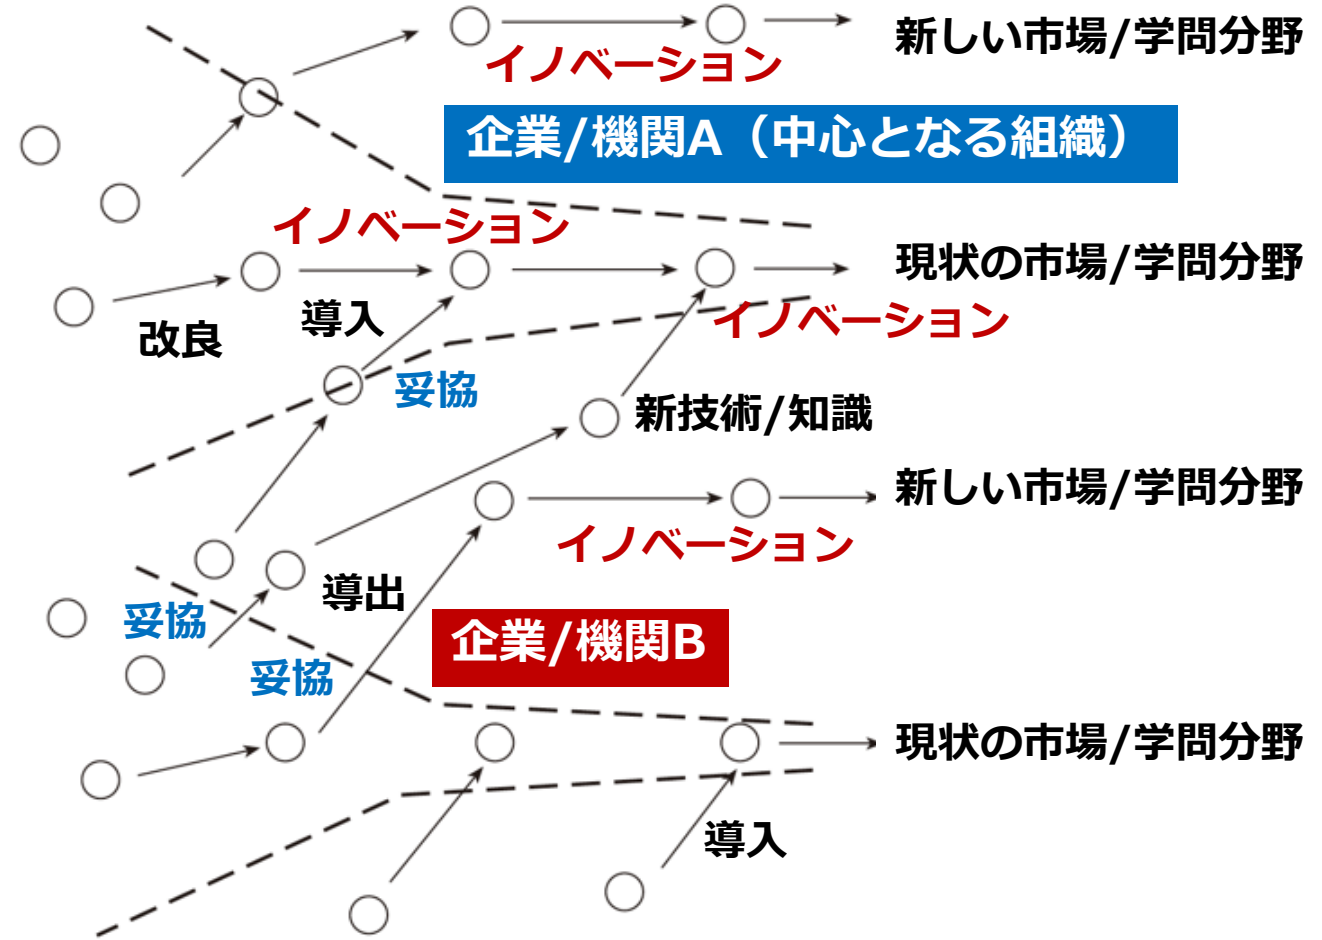 新しい市場/学問分野
イノベーション
企業/機関A（中心となる組織）
イノベーション
現状の市場/学問分野
導入
改良
イノベーション
妥協
新技術/知識
新しい市場/学問分野
イノベーション
導出
妥協
企業/機関B
妥協
現状の市場/学問分野
導入